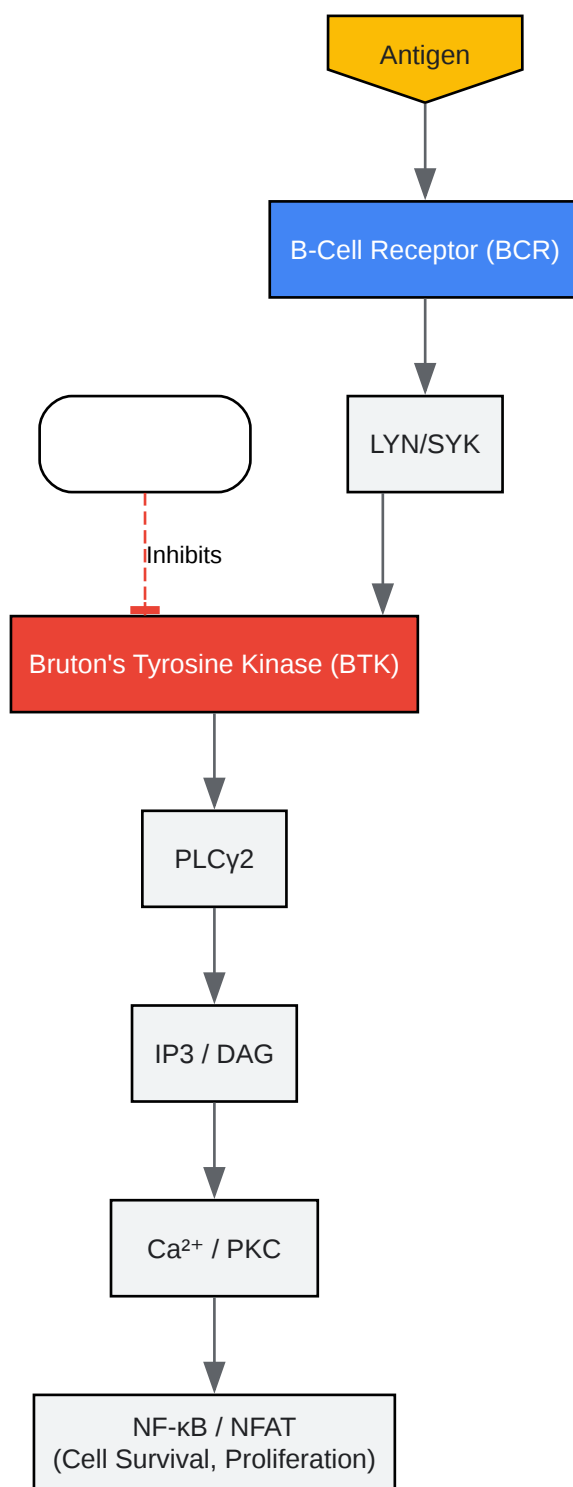 Antigen
B-Cell Receptor (BCR)
LYN/SYK
Inhibits
Bruton's Tyrosine Kinase (BTK)
PLCγ2
IP3 / DAG
Ca²⁺ / PKC
NF-κB / NFAT
(Cell Survival, Proliferation)